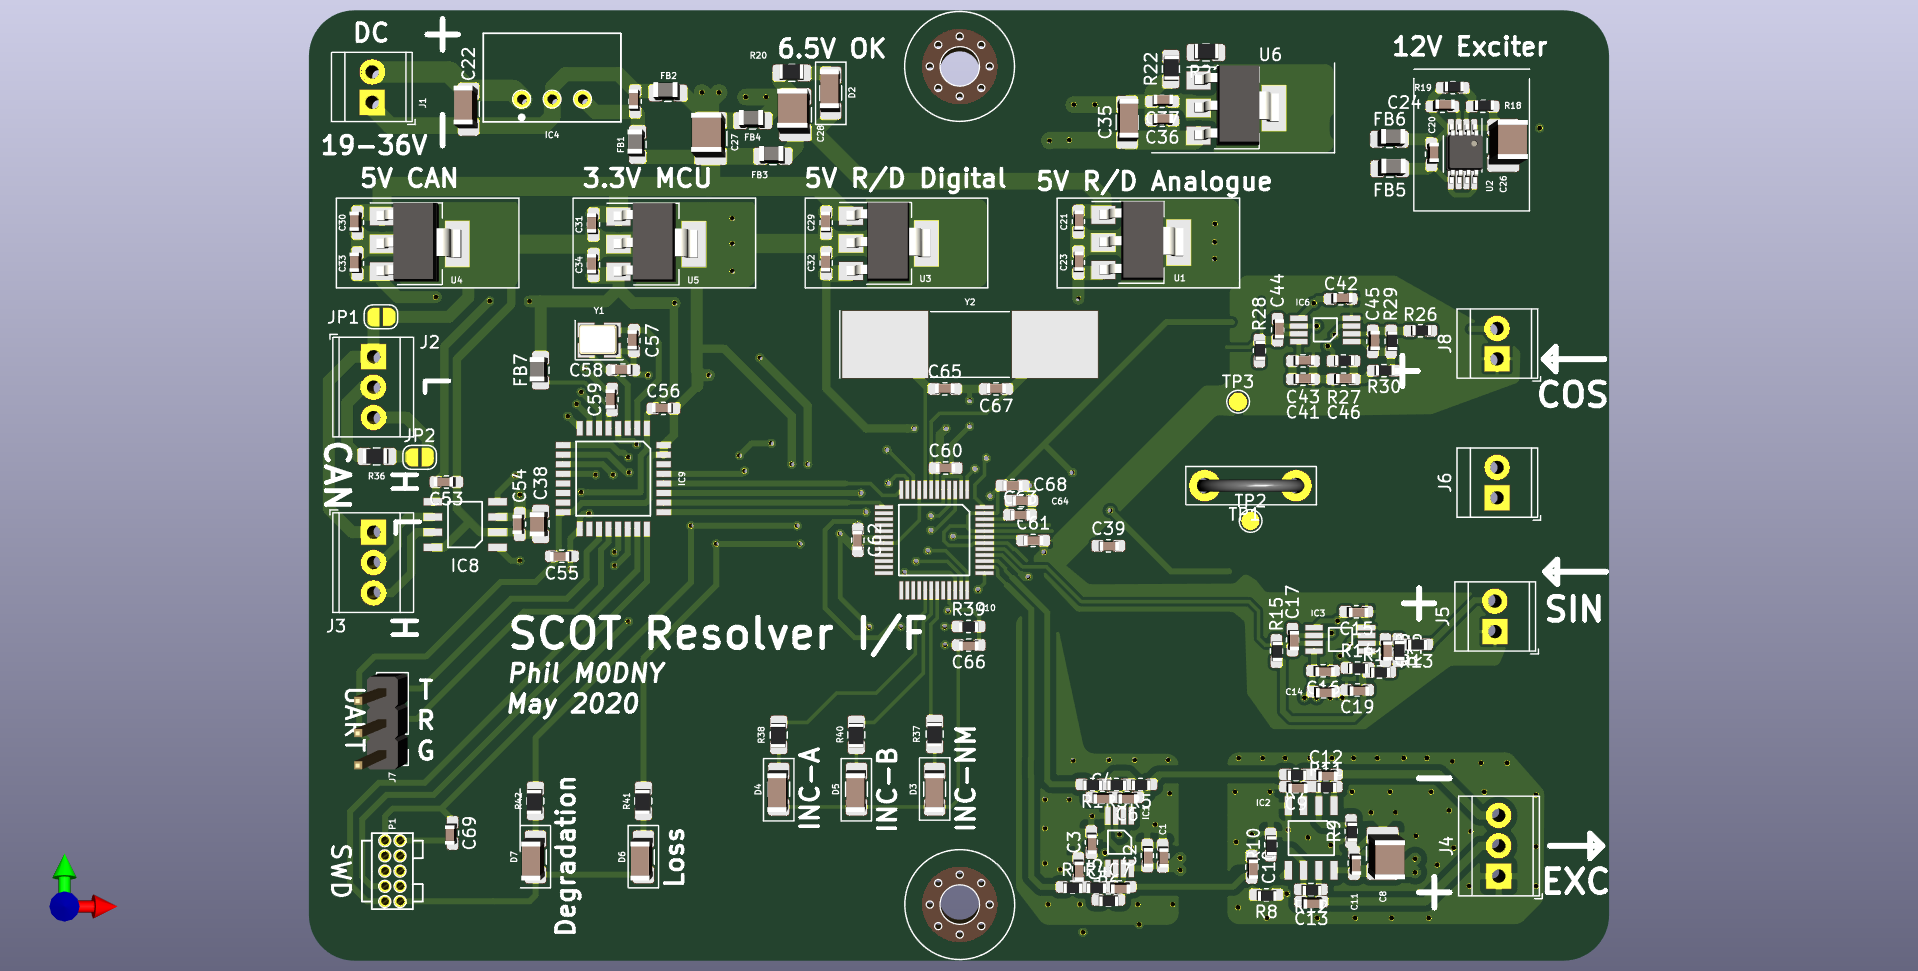 DC
+
C22
J1
19-36V
IC4
FB2
FB1
R20
6.5V OK
D2
C27
FB4
C28
FB3
R22
U6
C35
C36
12V Exciter
R19
C24
R18
FB6
C20
FB5
U2
C26
5V CAN
3.3V MCU
5V R/D Digital
5V R/D Analogue
C30
C33
U4
C31
C34
U5
C29
C32
U3
C21
C23
U1
JP1
J2
Y1
C57
FB7
C58
C59
C56
Y2
C65
C67
R28
C44
IC6
C42
C45
R29
R26
J8
+
R30
C43
R27
C41
C46
TP3
COS
JP2
CAN
R36
H
L
C53
C54
C38
IC9
IC8
C55
J3
H
C60
C68
C64
C61
C62
C39
R39
C66
TP2
TP1
J6
SIN
+
J5
R15
C17
IC3
C15
C14
C19
SCOT Resolver I/F
Phil M0DNY
May 2020
UART
T
R
G
J7
R38
R40
R37
D4
INC-A
D5
INC-B
D3
INC-NM
R42
R41
D7
Degradation
D6
Loss
P1
C69
SWD
C3
C1
C12
IC2
R9
R8
C13
C11
C8
J4
EXC
+